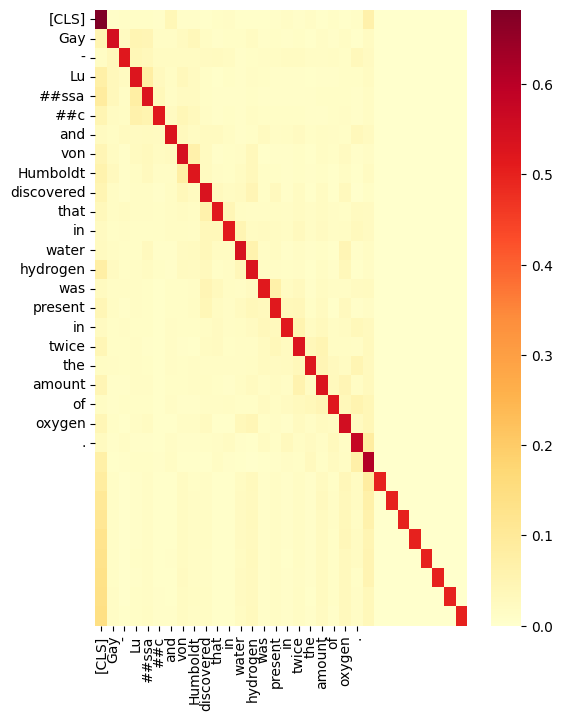 [CLS]
Gay
-
Lu
##ssa
##c
and
von
Humboldt
discovered
that
in
water
hydrogen
was
present
in
twice
the
amount
of
oxygen
.
0.6
0.5
0.4
0.3
0.2
0.1
0.0
[CLS]
Gay
-
Lu
##ssa
##c
and
von
Humboldt
discovered
that
in
water
hydrogen
was
present
in
twice
the
amount
of
oxygen
.